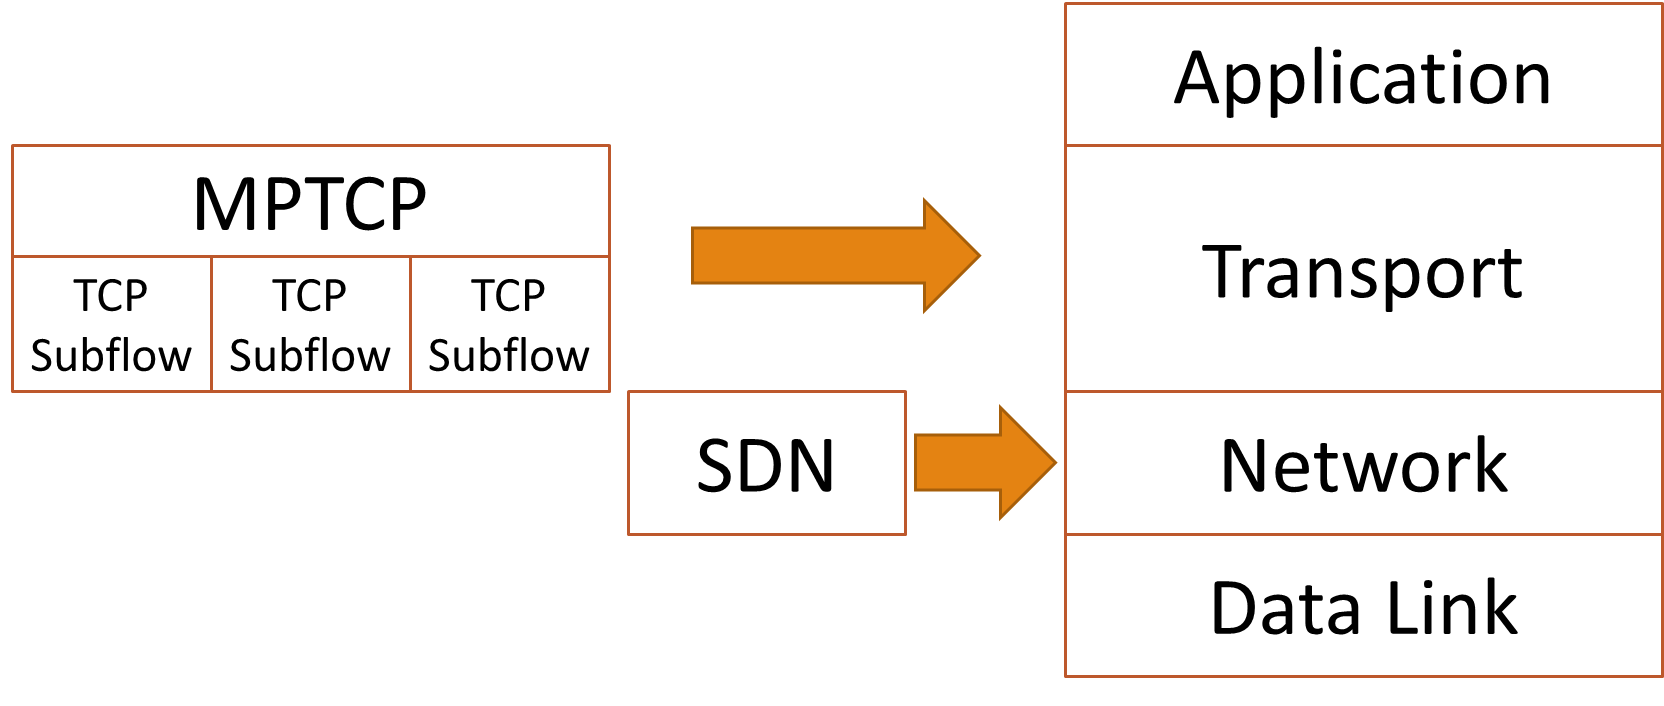 Application
MPTCP
TCP
Subflow
TCP
Subflow
TCP
Subflow
Transport
SDN
Network
Data Link